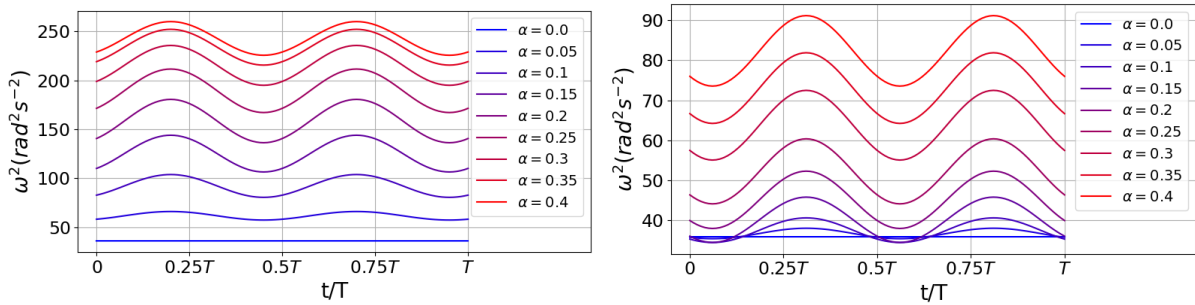 250
200
150
100
50
ω²(rad²s⁻²)
0
0.25T
0.5T
0.75T
T
t/T
α = 0.0
α = 0.05
α = 0.1
α = 0.15
α = 0.2
α = 0.25
α = 0.3
α = 0.35
α = 0.4
90
80
70
60
50
40
ω²(rad²s⁻²)
0
0.25T
0.5T
0.75T
T
t/T
α = 0.0
α = 0.05
α = 0.1
α = 0.15
α = 0.2
α = 0.25
α = 0.3
α = 0.35
α = 0.4